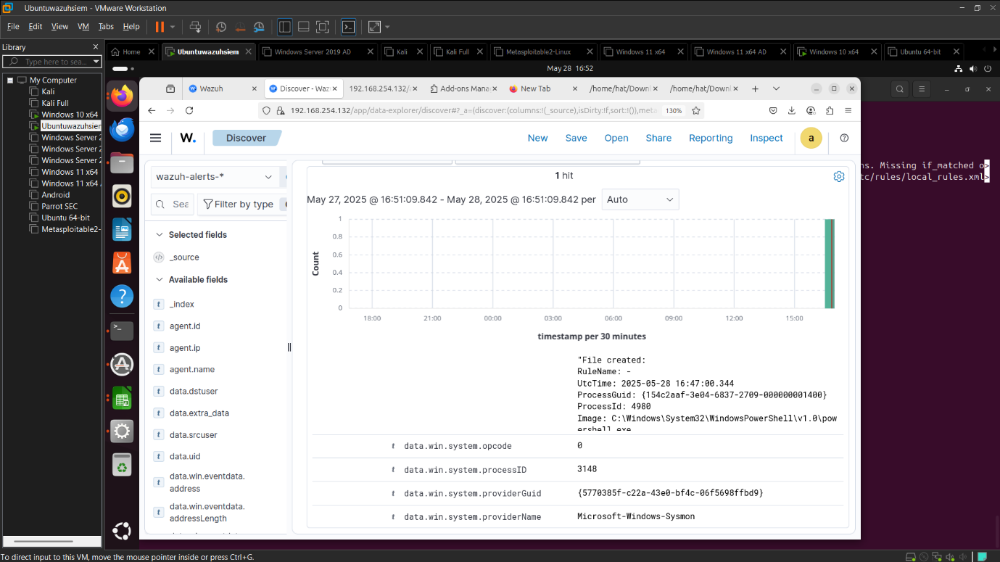 Ubuntuwazuhsiem - VMware Workstation
File Edit View VM Tabs Help
Library
Type here to sea...
My Computer
Kali
Kali Full
Windows 10 x64
Ubuntuwazuhsiem
Windows Server 2
Windows Server 2
Windows Server 2
Windows 11 x64
Windows 11 x64
Android
Parrot SEC
Ubuntu 64-bit
Metasploitable2-
Home Ubuntuwazuhsiem Windows Server 2019 AD Kali Kali Full Metasploitable2-Linux Windows 11 x64 Windows 11 x64 AD Windows 10 x64 Ubuntu 64-bit
May 28 16:52
Wazuh Discover - Waz 192.168.254.132/ Add-ons Mana New Tab /home/hat/Downl /home/hat/Downl
192.168.254.132/app/data-explorer/discover#?_a=(discover:(columns:!(_source),isDirty:!f,sort:!()),meta 130%
W. Discover New Save Open Share Reporting Inspect a
ns. Missing if_matched o>
tc/rules/local_rules.xml>
wazuh-alerts-*
Sea
Filter by type
Selected fields
_source
Available fields
_index
agent.id
agent.ip
agent.name
data.dstuser
data.extra_data
data.srcuser
data.uid
data.win.eventdata.
address
data.win.eventdata.
addressLength
1 hit
May 27, 2025 @ 16:51:09.842 - May 28, 2025 @ 16:51:09.842 per Auto
Count
1
0.8
0.6
0.4
0.2
0
18:00 21:00 00:00 03:00 06:00 09:00 12:00 15:00
timestamp per 30 minutes
"File created:
RuleName: -
UtcTime: 2025-05-28 16:47:00.344
ProcessGuid: {154c2aaf-3e04-6837-2709-000000001400}
ProcessId: 4980
Image: C:\Windows\System32\WindowsPowerShell\v1.0\pow
ershell.exe
t data.win.system.opcode 0
t data.win.system.processID 3148
t data.win.system.providerGuid {5770385f-c22a-43e0-bf4c-06f5698ffbd9}
t data.win.system.providerName Microsoft-Windows-Sysmon
To direct input to this VM, move the mouse pointer inside or press Ctrl+G.